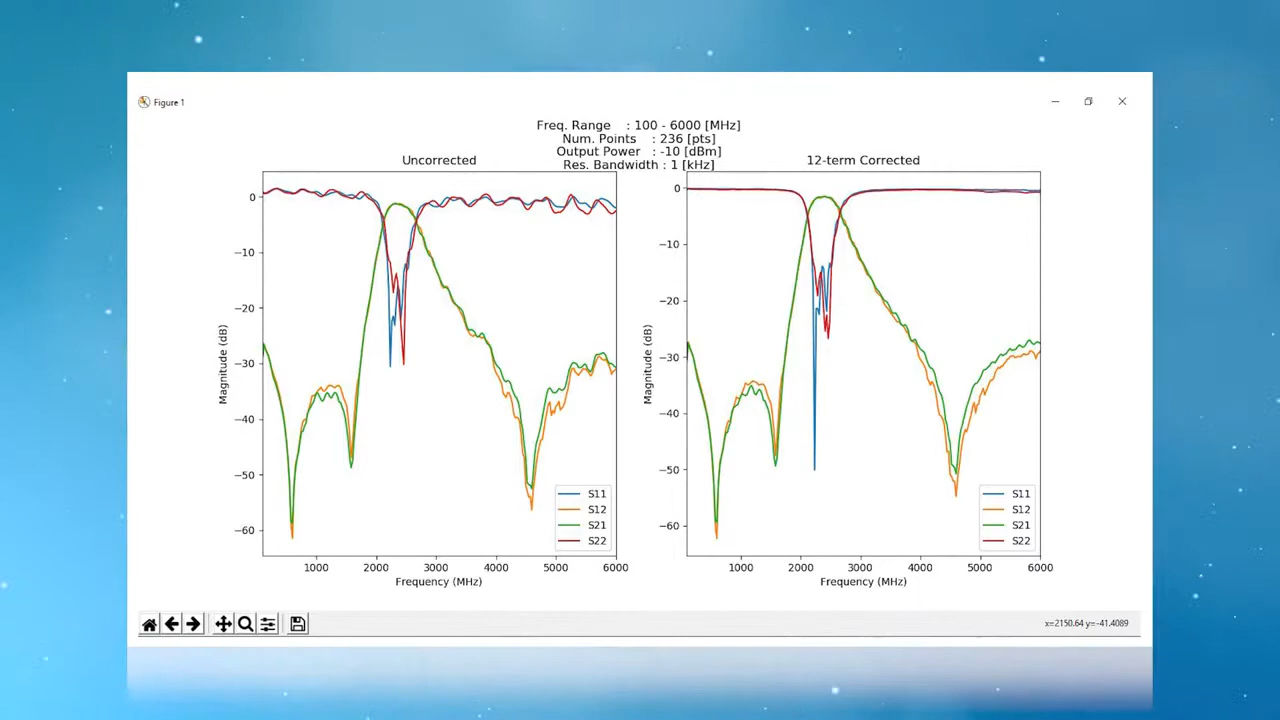 Figure 1
Freq. Range : 100 - 6000 [MHz]
Num. Points : 236 [pts]
Output Power : -10 [dBm]
Res. Bandwidth : 1 [kHz]
Uncorrected
0
−10
−20
−30
−40
−50
−60
Magnitude (dB)
1000 2000 3000 4000 5000 6000
Frequency (MHz)
S11
S12
S21
S22
12-term Corrected
0
−10
−20
−30
−40
−50
−60
Magnitude (dB)
1000 2000 3000 4000 5000 6000
Frequency (MHz)
S11
S12
S21
S22
x=2150.64 y=-41.4089